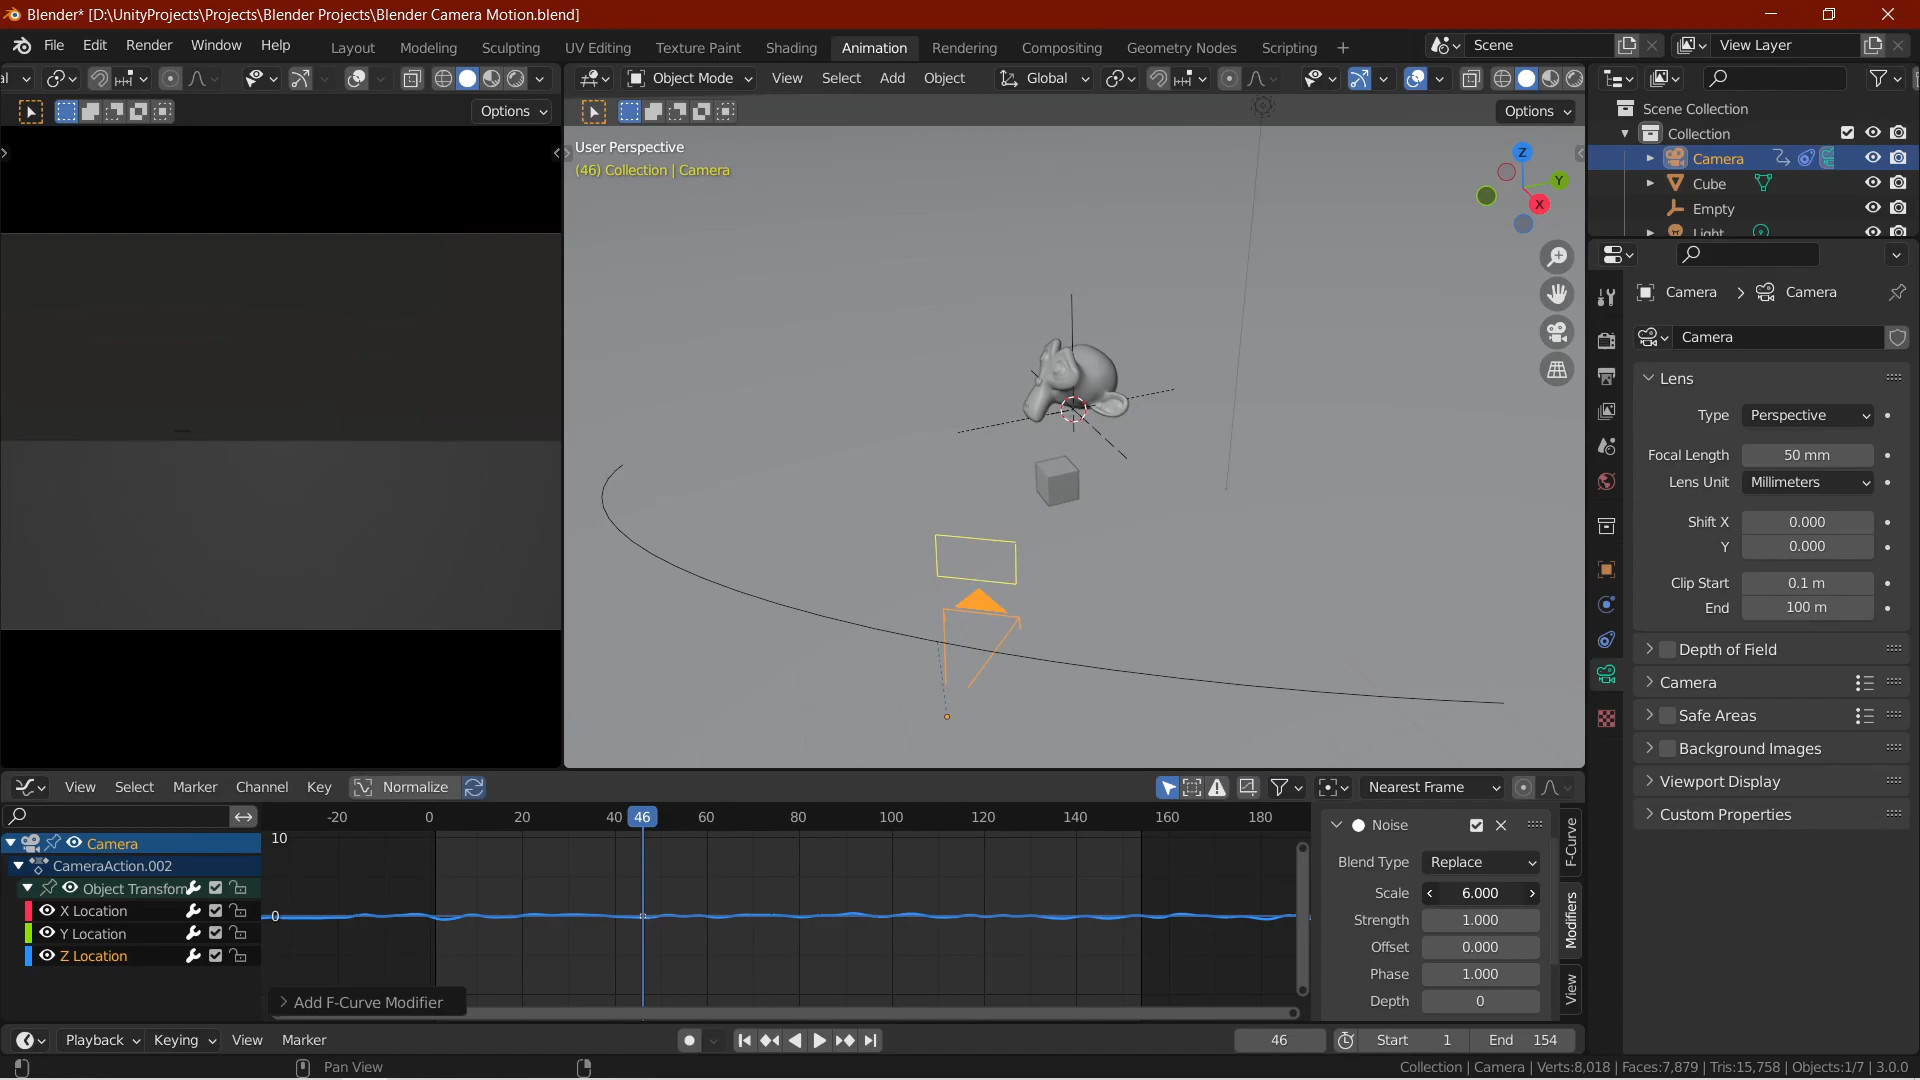 Blender* [D:\UnityProjects\Projects\Blender Projects\Blender Camera Motion.blend]
File Edit Render Window Help Layout Modeling Sculpting UV Editing Texture Paint Shading Animation Rendering Compositing Geometry Nodes Scripting + Scene View Layer
al Object Mode View Select Add Object Global
Options Options
Scene Collection
Collection
Camera
Cube
Empty
Light
User Perspective
(46) Collection | Camera
Z
Y
X
Camera > Camera
Camera
Lens
Type Perspective
Focal Length 50 mm
Lens Unit Millimeters
Shift X 0.000
Y 0.000
Clip Start 0.1 m
End 100 m
Depth of Field
Camera
Safe Areas
Background Images
Viewport Display
Custom Properties
View Select Marker Channel Key Normalize Nearest Frame
-20 0 20 40 46 60 80 100 120 140 160 180
10
0
Camera
CameraAction.002
Object Transform
X Location
Y Location
Z Location
Add F-Curve Modifier
Noise
Blend Type Replace
Scale 6.000
Strength 1.000
Offset 0.000
Phase 1.000
Depth 0
F-Curve
Modifiers
View
Playback Keying View Marker 46 Start 1 End 154
Pan View Collection | Camera | Verts:8,018 | Faces:7,879 | Tris:15,758 | Objects:1/7 | 3.0.0